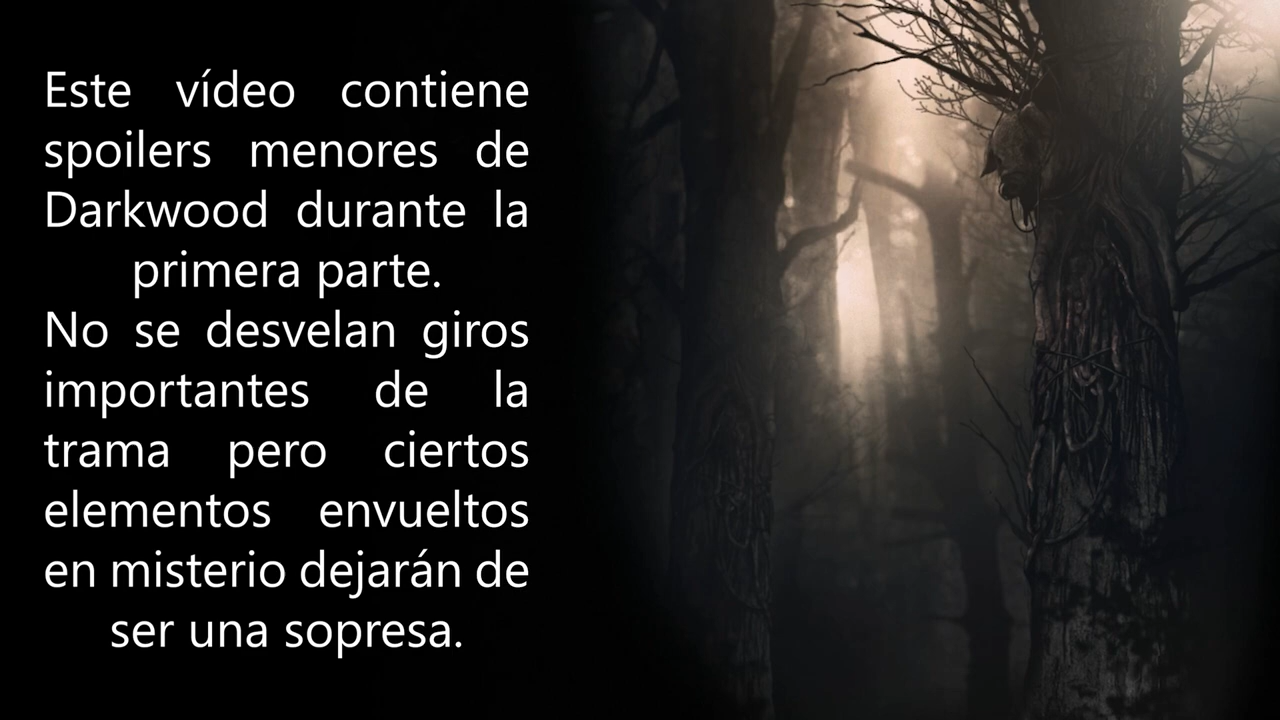 Este vídeo contiene
spoilers menores de
Darkwood durante la
primera parte.
No se desvelan giros
importantes de la
trama pero ciertos
elementos envueltos
en misterio dejarán de
ser una sopresa.